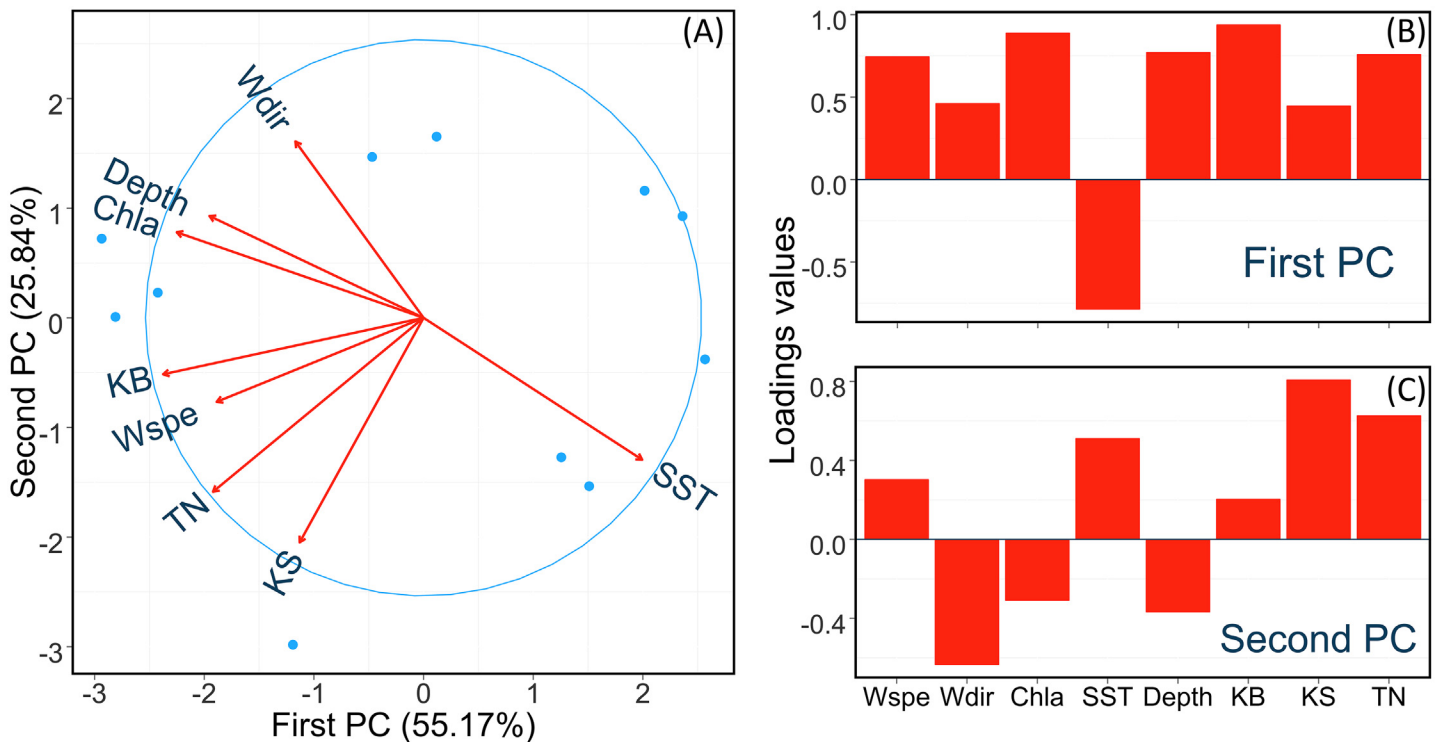 (A)
Wdir
Depth
Chla
KB
Wspe
TN
KS
SST
2
1
0
-1
-2
-3
Second PC (25.84%)
-3
-2
-1
0
1
2
First PC (55.17%)
(B)
1.0
0.5
0.0
-0.5
First PC
Loadings values
(C)
0.8
0.4
0.0
-0.4
Second PC
Wspe
Wdir
Chla
SST
Depth
KB
KS
TN